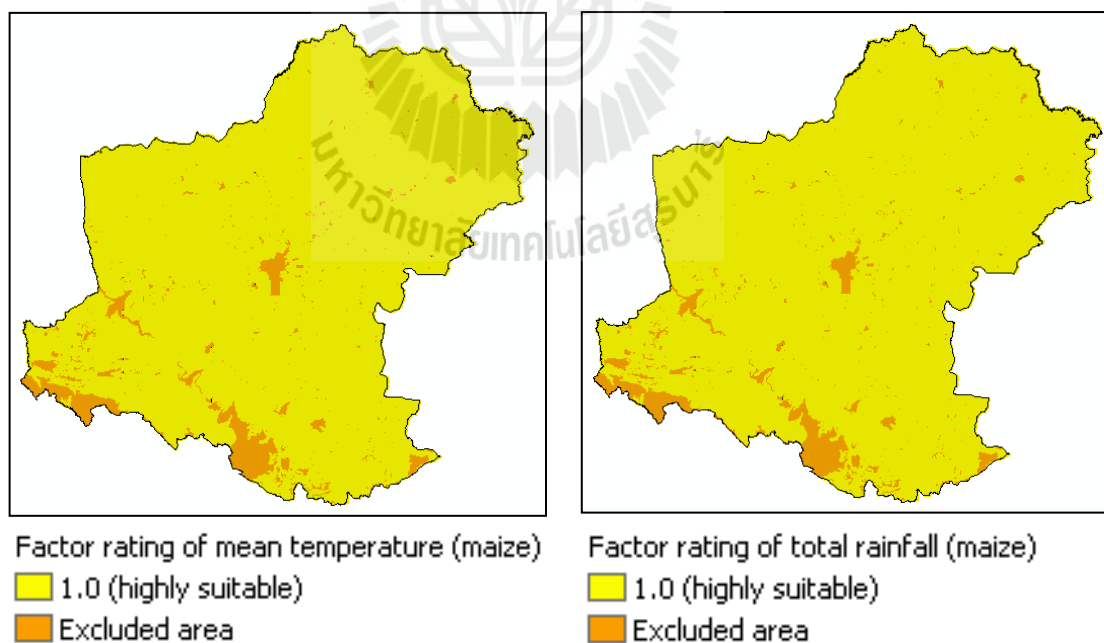 มหาวิทยาลัยเทคโนโลยีสุรนารี
Factor rating of mean temperature (maize)
1.0 (highly suitable)
Excluded area
Factor rating of total rainfall (maize)
1.0 (highly suitable)
Excluded area